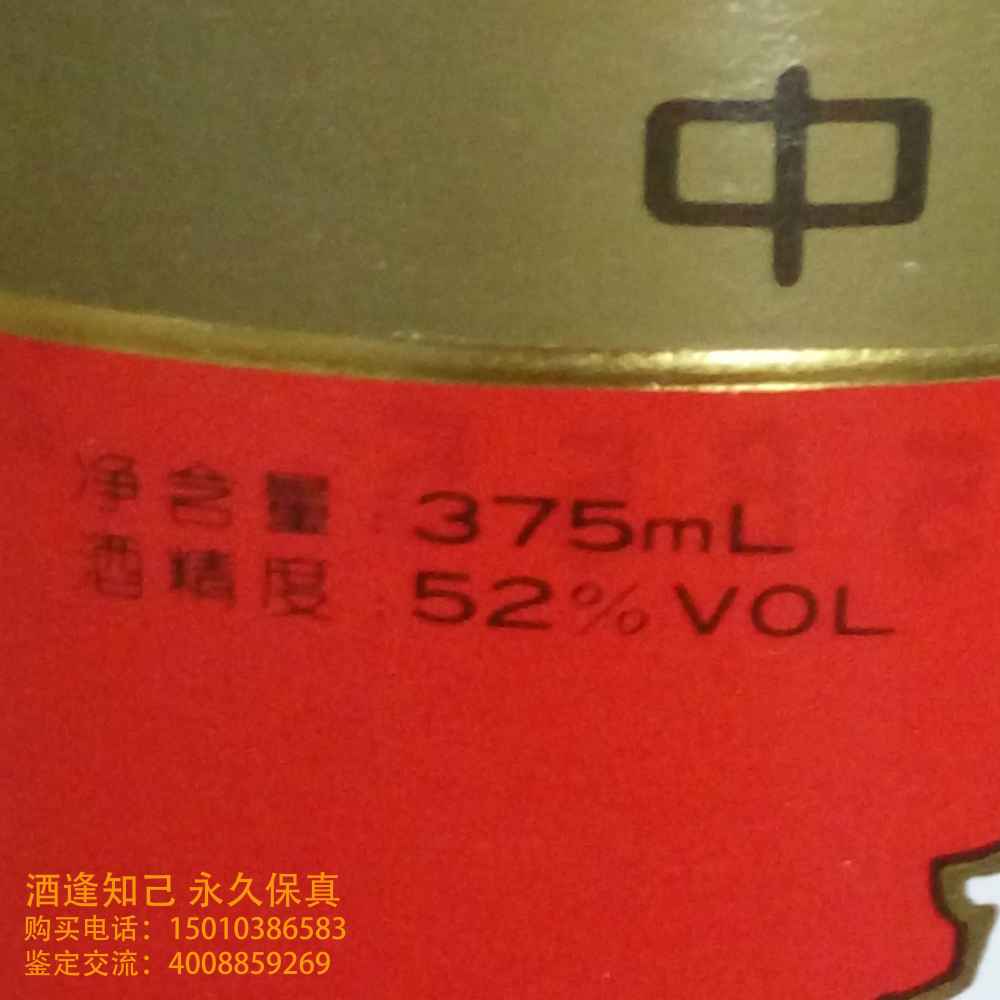 中
净含量:375mL
酒精度:52%VOL
酒逢知己 永久保真
购买电话：15010386583
鉴定交流：4008859269